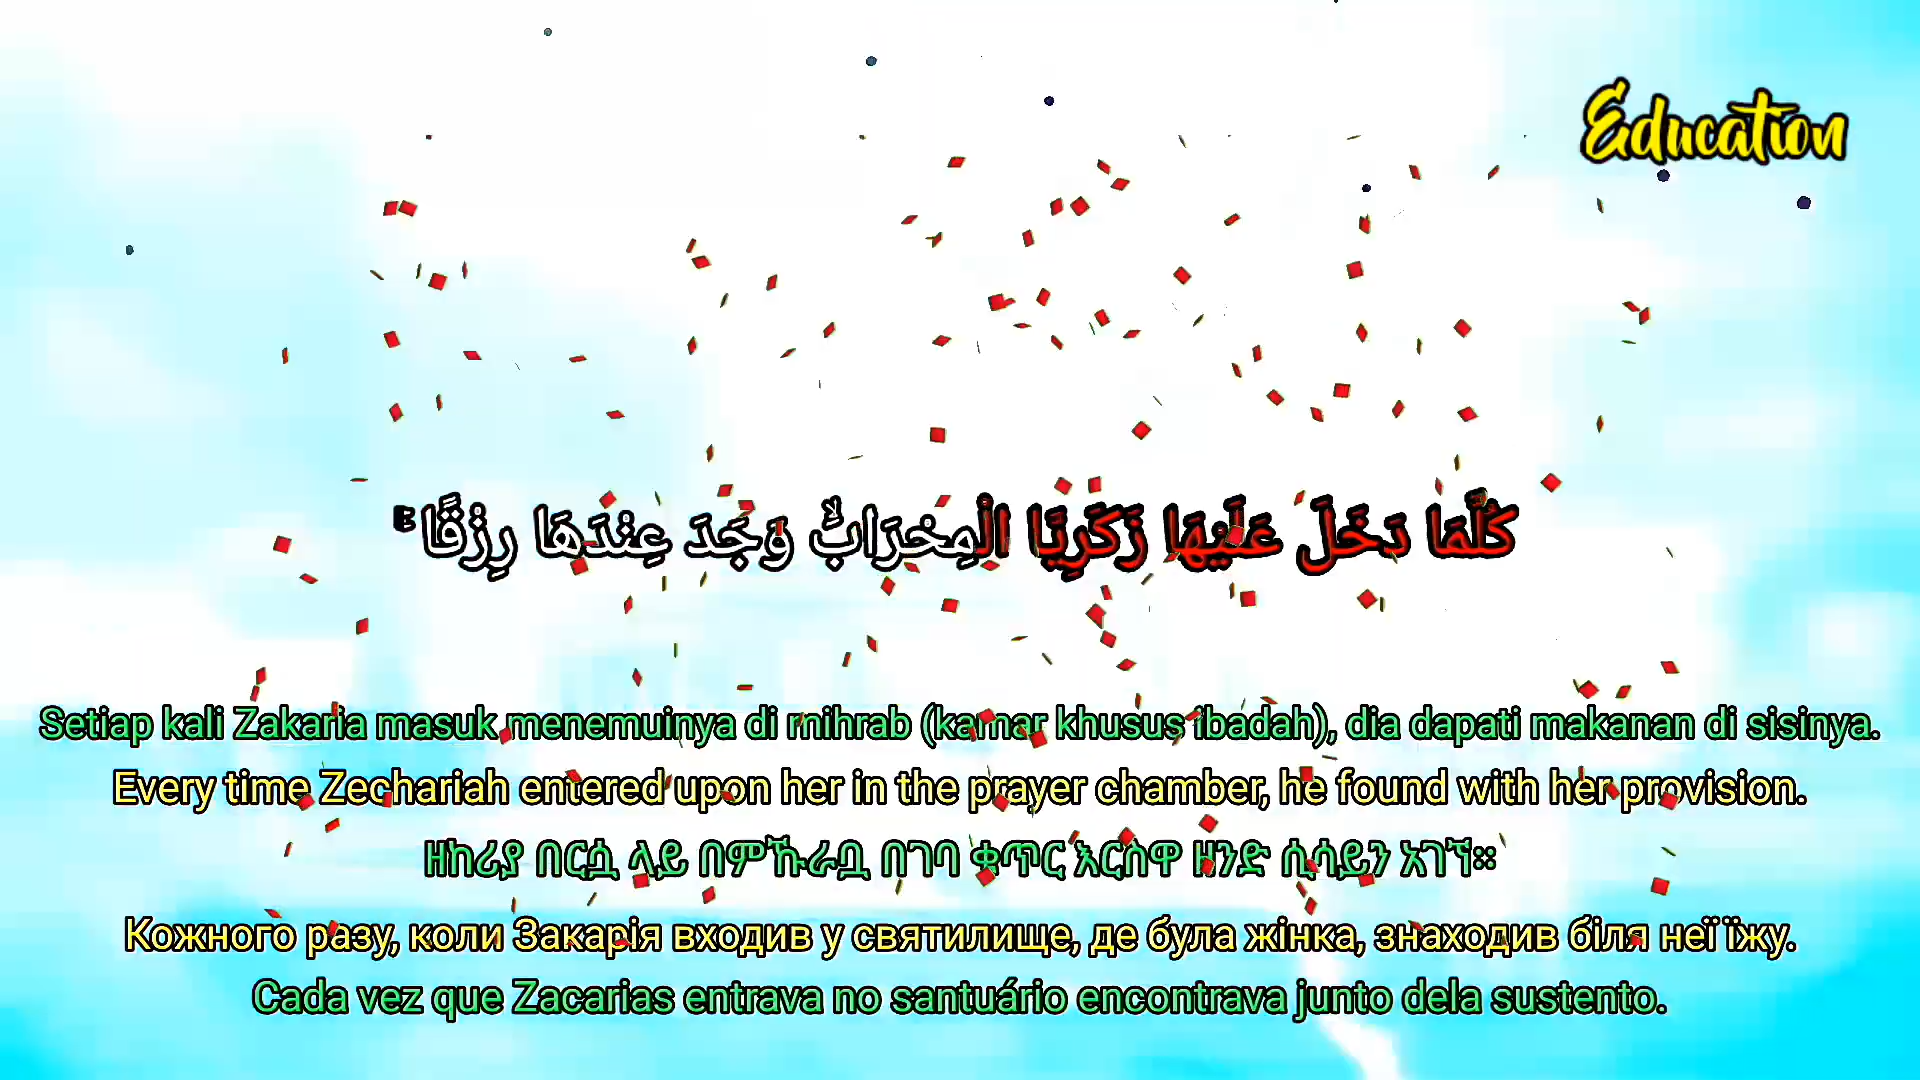 Education
كُلَّمَا دَخَلَ عَلَيْهَا زَكَرِيَّا الْمِحْرَابَۙ وَجَدَ عِنْدَهَا رِزْقًا ۚ
Setiap kali Zakaria masuk menemuinya di mihrab (kamar khusus ibadah), dia dapati makanan di sisinya.
Every time Zechariah entered upon her in the prayer chamber, he found with her provision.
ዘከሪያ በርሷ ላይ በምኹራቧ በገባ ቁጥር እርስዋ ዘንድ ሲሳይን አገኘ፡፡
Кожного разу, коли Закарія входив у святилище, де була жінка, знаходив біля неї їжу.
Cada vez que Zacarias entrava no santuário encontrava junto dela sustento.